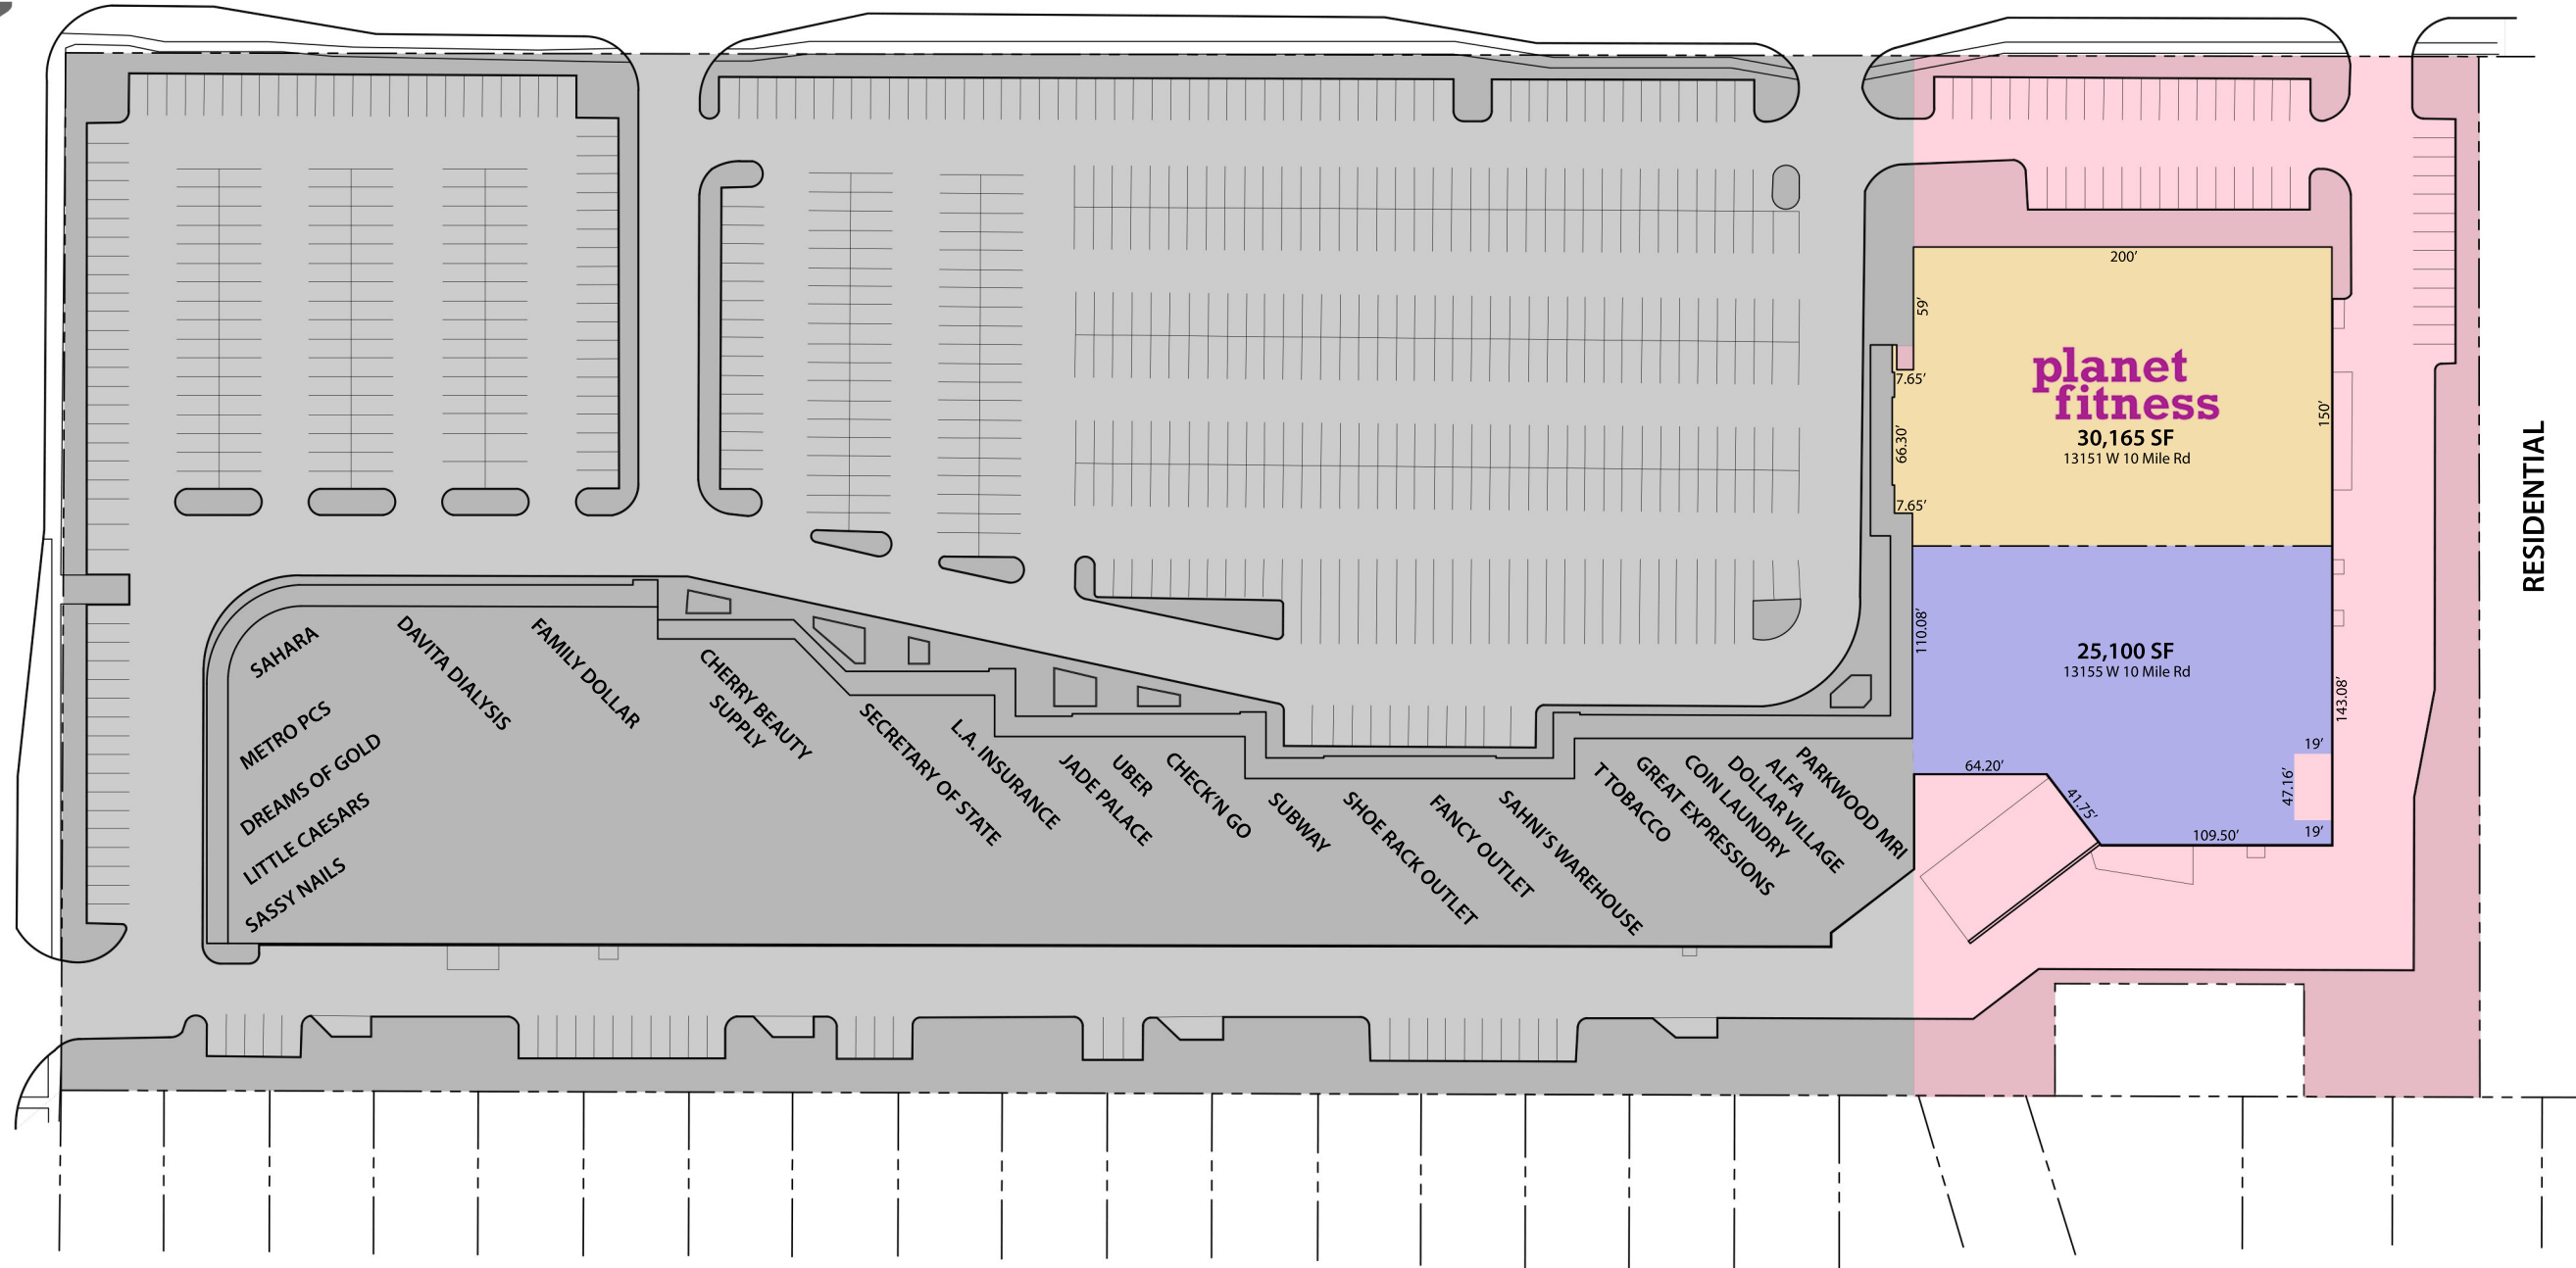 200’
59’
7.65’
66.30’
7.65’
150’
planet
fitness
30,165 SF
13151 W 10 Mile Rd
RESIDENTIAL
110.08’
25,100 SF
13155 W 10 Mile Rd
143.08’
19’
47.16’
19’
64.20’
41.75’
109.50’
SAHARA
DAVITA DIALYSIS
FAMILY DOLLAR
CHERRY BEAUTY
SUPPLY
METRO PCS
DREAMS OF GOLD
LITTLE CAESARS
SASSY NAILS
SECRETARY OF STATE
L.A. INSURANCE
JADE PALACE
UBER
CHECK’N GO
SUBWAY
SHOE RACK OUTLET
FANCY OUTLET
SAHNI’S WAREHOUSE
T TOBACCO
GREAT EXPRESSIONS
COIN LAUNDRY
DOLLAR VILLAGE
ALFA
PARKWOOD MRI